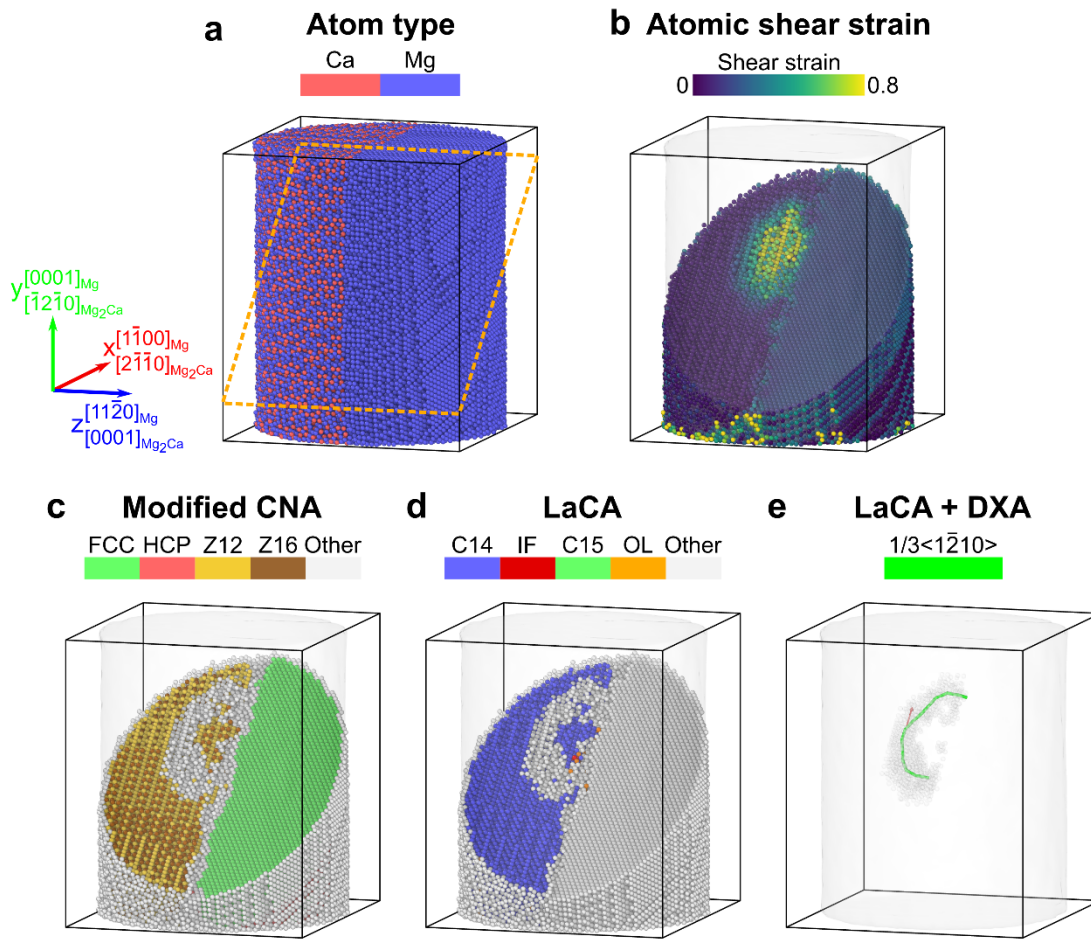 a Atom type
Ca Mg
b Atomic shear strain
Shear strain
0 0.8
y [0001]Mg
[1̅21̅0]Mg2Ca
x [11̅00]Mg
[21̅1̅0]Mg2Ca
z [112̅0]Mg
[0001]Mg2Ca
c Modified CNA
FCC HCP Z12 Z16 Other
d LaCA
C14 IF C15 OL Other
e LaCA + DXA
1/3<12̅10>